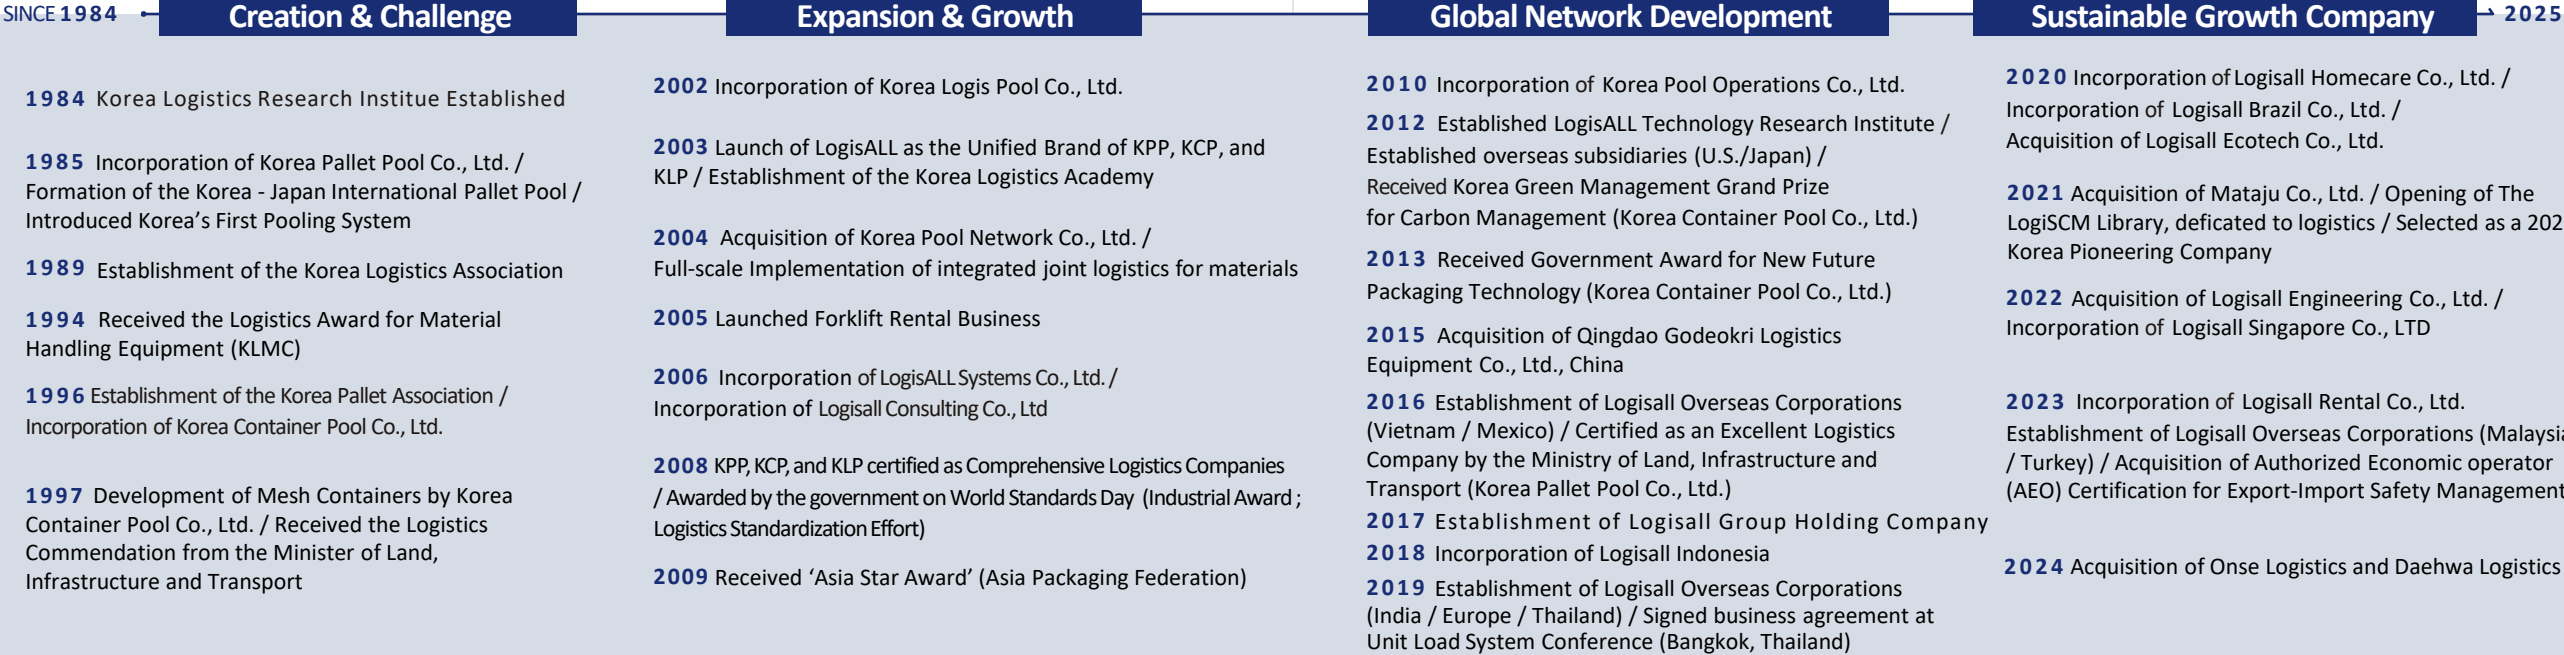 SINCE 1984
Creation & Challenge
Expansion & Growth
Global Network Development
Sustainable Growth Company
2025
1984 Korea Logistics Research Institue Established
1985 Incorporation of Korea Pallet Pool Co., Ltd. /
Formation of the Korea - Japan International Pallet Pool /
Introduced Korea's First Pooling System
1989 Establishment of the Korea Logistics Association
1994 Received the Logistics Award for Material
Handling Equipment (KLMC)
1996 Establishment of the Korea Pallet Association /
Incorporation of Korea Container Pool Co., Ltd.
1997 Development of Mesh Containers by Korea
Container Pool Co., Ltd. / Received the Logistics
Commendation from the Minister of Land,
Infrastructure and Transport
2002 Incorporation of Korea Logis Pool Co., Ltd.
2003 Launch of LogisALL as the Unified Brand of KPP, KCP, and
KLP / Establishment of the Korea Logistics Academy
2004 Acquisition of Korea Pool Network Co., Ltd. /
Full-scale Implementation of integrated joint logistics for materials
2005 Launched Forklift Rental Business
2006 Incorporation of LogisALL Systems Co., Ltd. /
Incorporation of Logisall Consulting Co., Ltd
2008 KPP, KCP, and KLP certified as Comprehensive Logistics Companies
/ Awarded by the government on World Standards Day (Industrial Award ;
Logistics Standardization Effort)
2009 Received 'Asia Star Award' (Asia Packaging Federation)
2010 Incorporation of Korea Pool Operations Co., Ltd.
2012 Established LogisALL Technology Research Institute /
Established overseas subsidiaries (U.S./Japan) /
Received Korea Green Management Grand Prize
for Carbon Management (Korea Container Pool Co., Ltd.)
2013 Received Government Award for New Future
Packaging Technology (Korea Container Pool Co., Ltd.)
2015 Acquisition of Qingdao Godeokri Logistics
Equipment Co., Ltd., China
2016 Establishment of Logisall Overseas Corporations
(Vietnam / Mexico) / Certified as an Excellent Logistics
Company by the Ministry of Land, Infrastructure and
Transport (Korea Pallet Pool Co., Ltd.)
2017 Establishment of Logisall Group Holding Company
2018 Incorporation of Logisall Indonesia
2019 Establishment of Logisall Overseas Corporations
(India / Europe / Thailand) / Signed business agreement at
Unit Load System Conference (Bangkok, Thailand)
2020 Incorporation of Logisall Homecare Co., Ltd. /
Incorporation of Logisall Brazil Co., Ltd. /
Acquisition of Logisall Ecotech Co., Ltd.
2021 Acquisition of Mataju Co., Ltd. / Opening of The
LogiSCM Library, deficated to logistics / Selected as a 202
Korea Pioneering Company
2022 Acquisition of Logisall Engineering Co., Ltd. /
Incorporation of Logisall Singapore Co., LTD
2023 Incorporation of Logisall Rental Co., Ltd.
Establishment of Logisall Overseas Corporations (Malaysia
/ Turkey) / Acquisition of Authorized Economic operator
(AEO) Certification for Export-Import Safety Management
2024 Acquisition of Onse Logistics and Daehwa Logistics